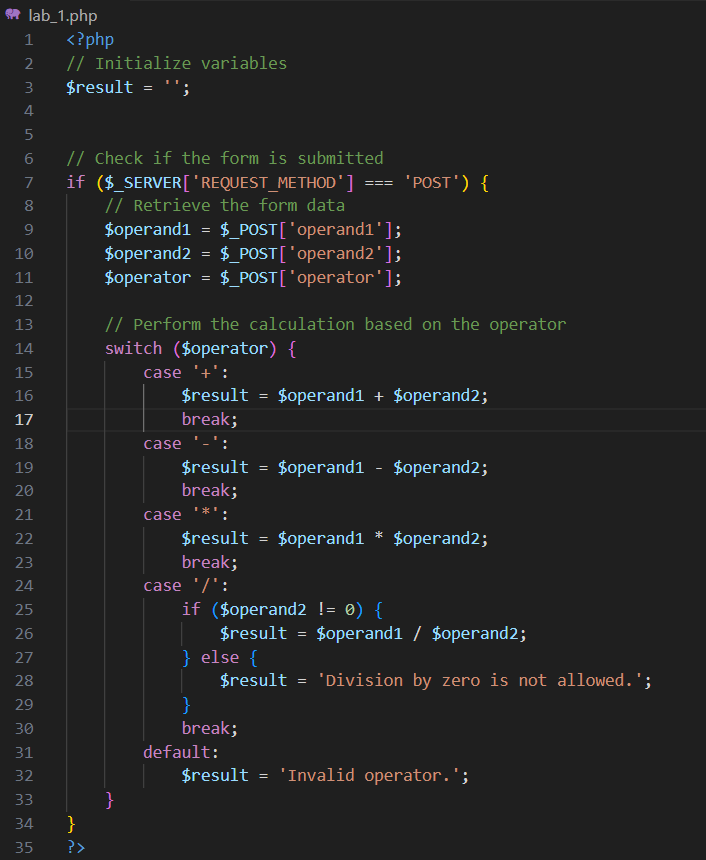 lab_1.php
1 <?php
2 // Initialize variables
3 $result = '';
4
5
6 // Check if the form is submitted
7 if ($_SERVER['REQUEST_METHOD'] === 'POST') {
8     // Retrieve the form data
9     $operand1 = $_POST['operand1'];
10     $operand2 = $_POST['operand2'];
11     $operator = $_POST['operator'];
12
13     // Perform the calculation based on the operator
14     switch ($operator) {
15         case '+':
16             $result = $operand1 + $operand2;
17             break;
18         case '-':
19             $result = $operand1 - $operand2;
20             break;
21         case '*':
22             $result = $operand1 * $operand2;
23             break;
24         case '/':
25             if ($operand2 != 0) {
26                 $result = $operand1 / $operand2;
27             } else {
28                 $result = 'Division by zero is not allowed.';
29             }
30             break;
31         default:
32             $result = 'Invalid operator.';
33     }
34 }
35 ?>